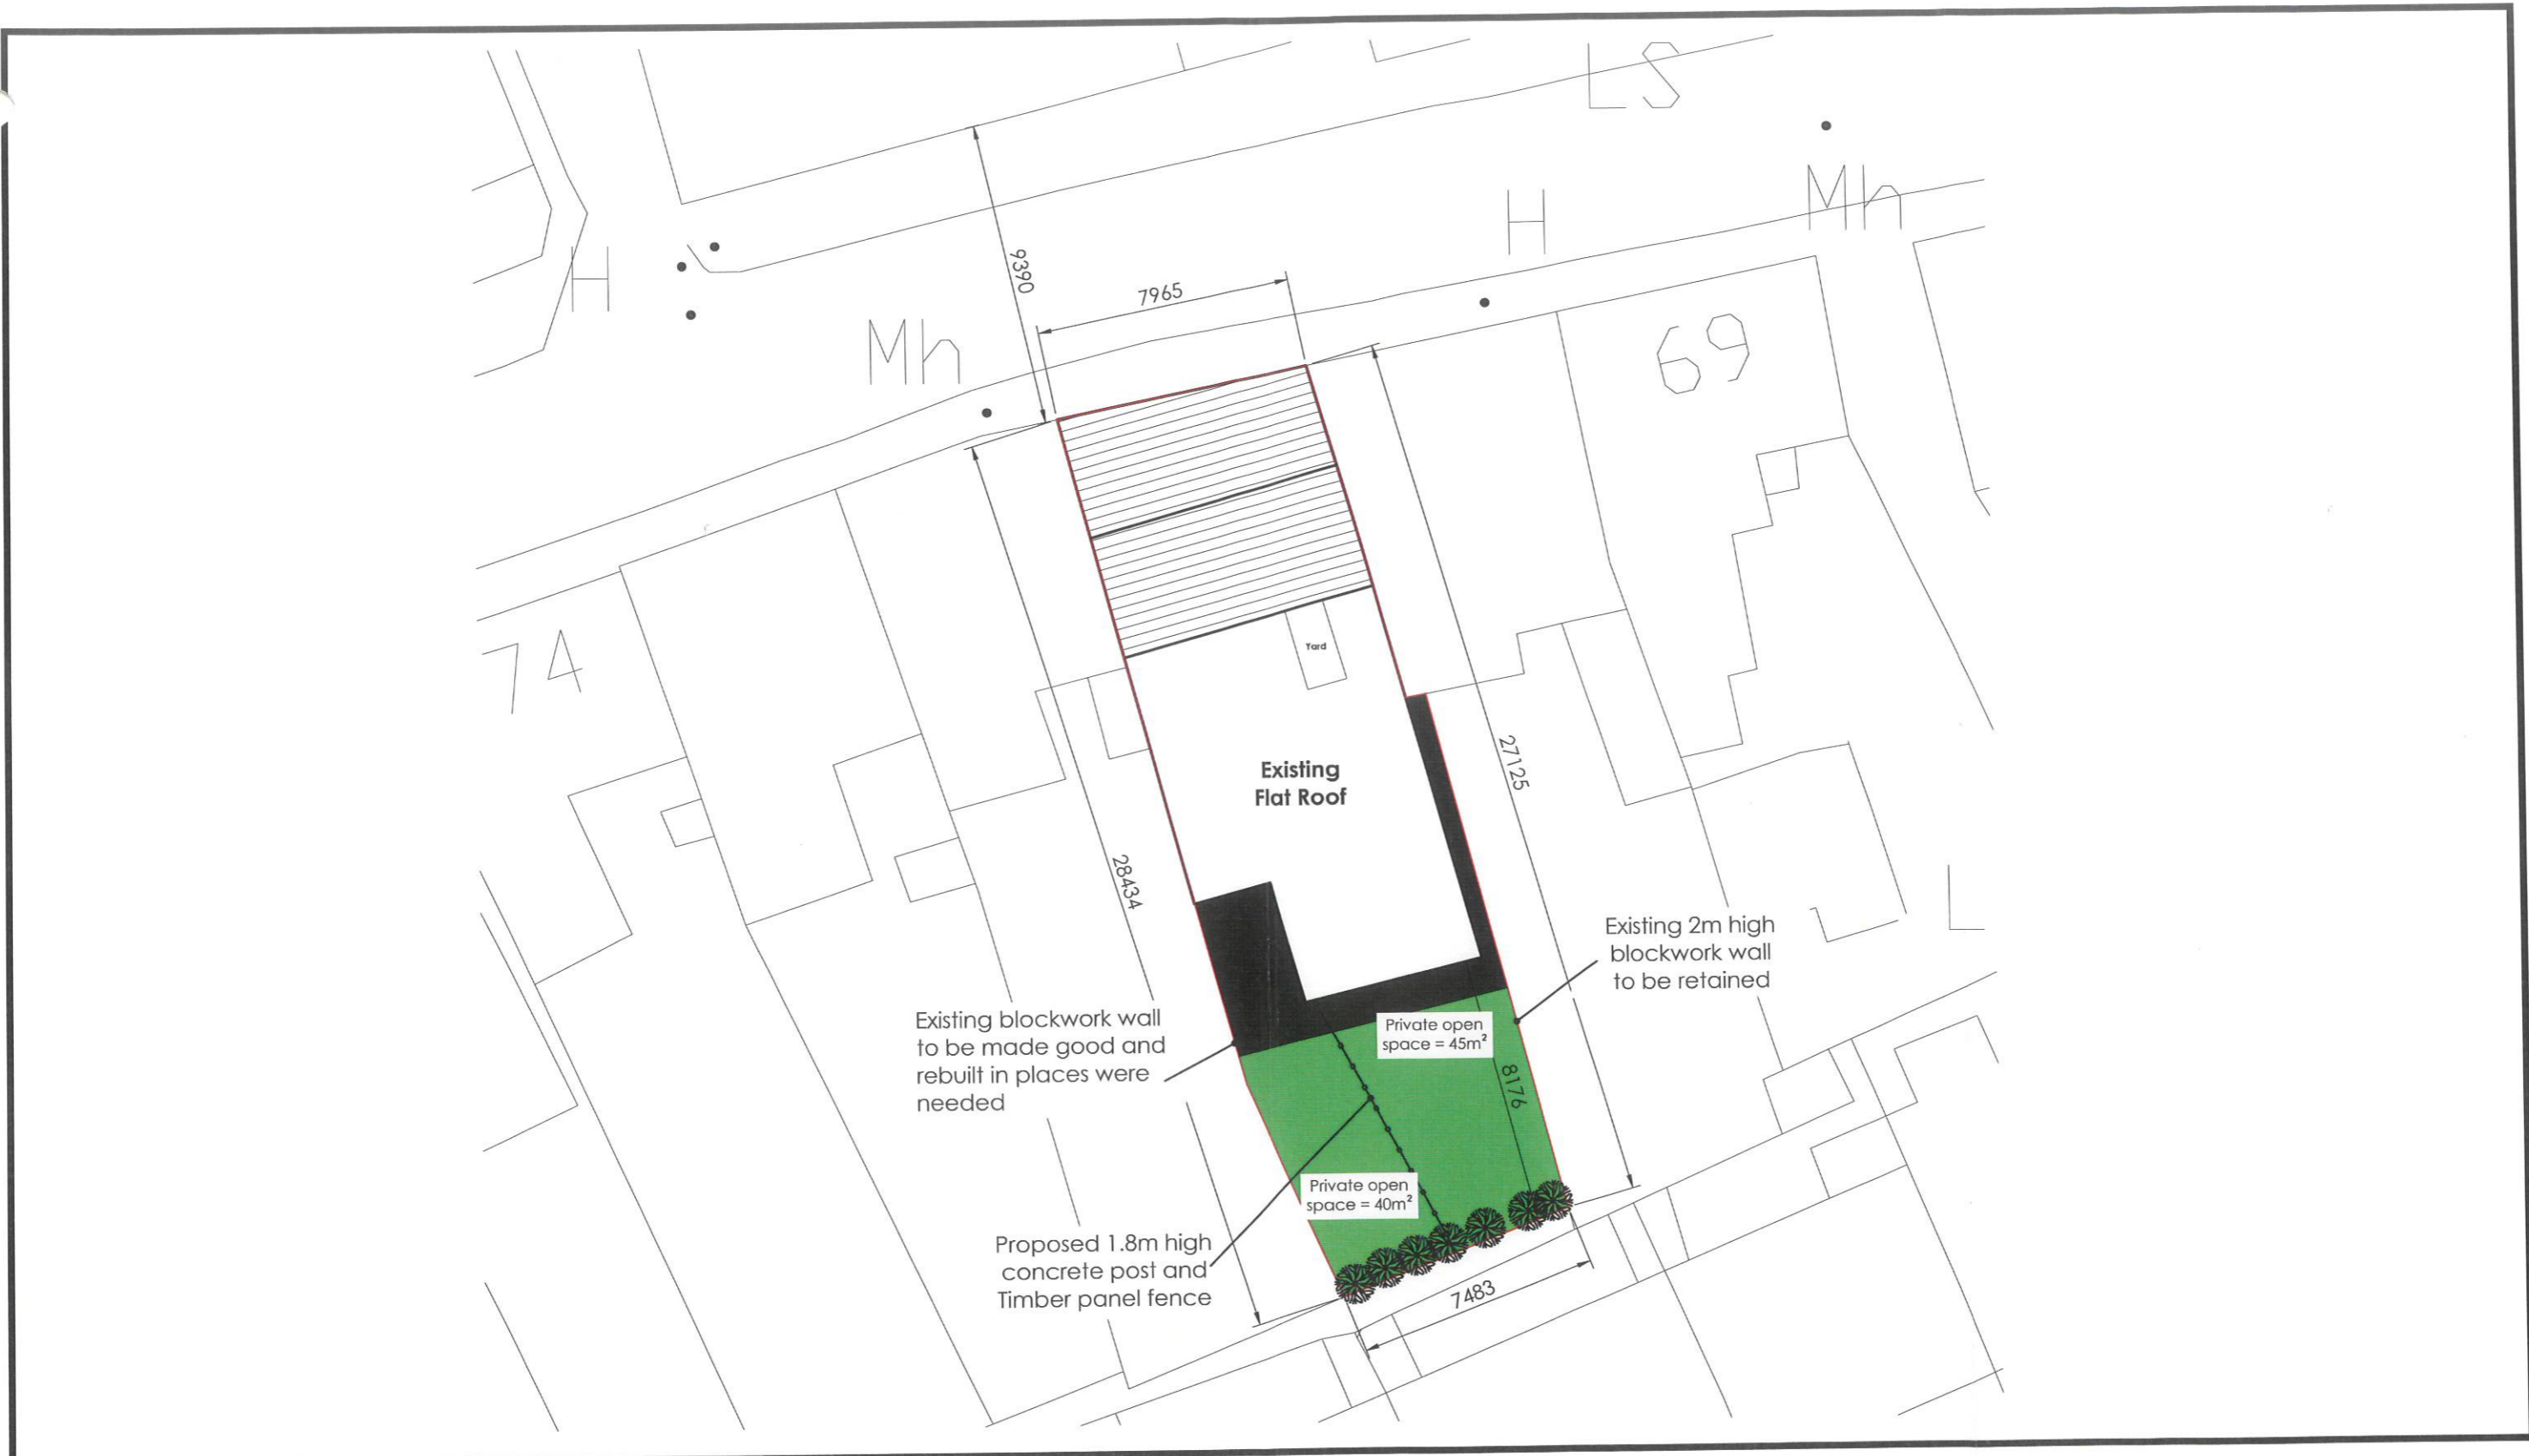 LS
Mh
H
H
9390
7965
Mh
69
74
Yard
Existing
Flat Roof
27125
28434
L
Existing 2m high
blockwork wall
to be retained
Existing blockwork wall
to be made good and
rebuilt in places were
needed
Private open
space = 45m²
8176
Private open
space = 40m²
Proposed 1.8m high
concrete post and
Timber panel fence
7483